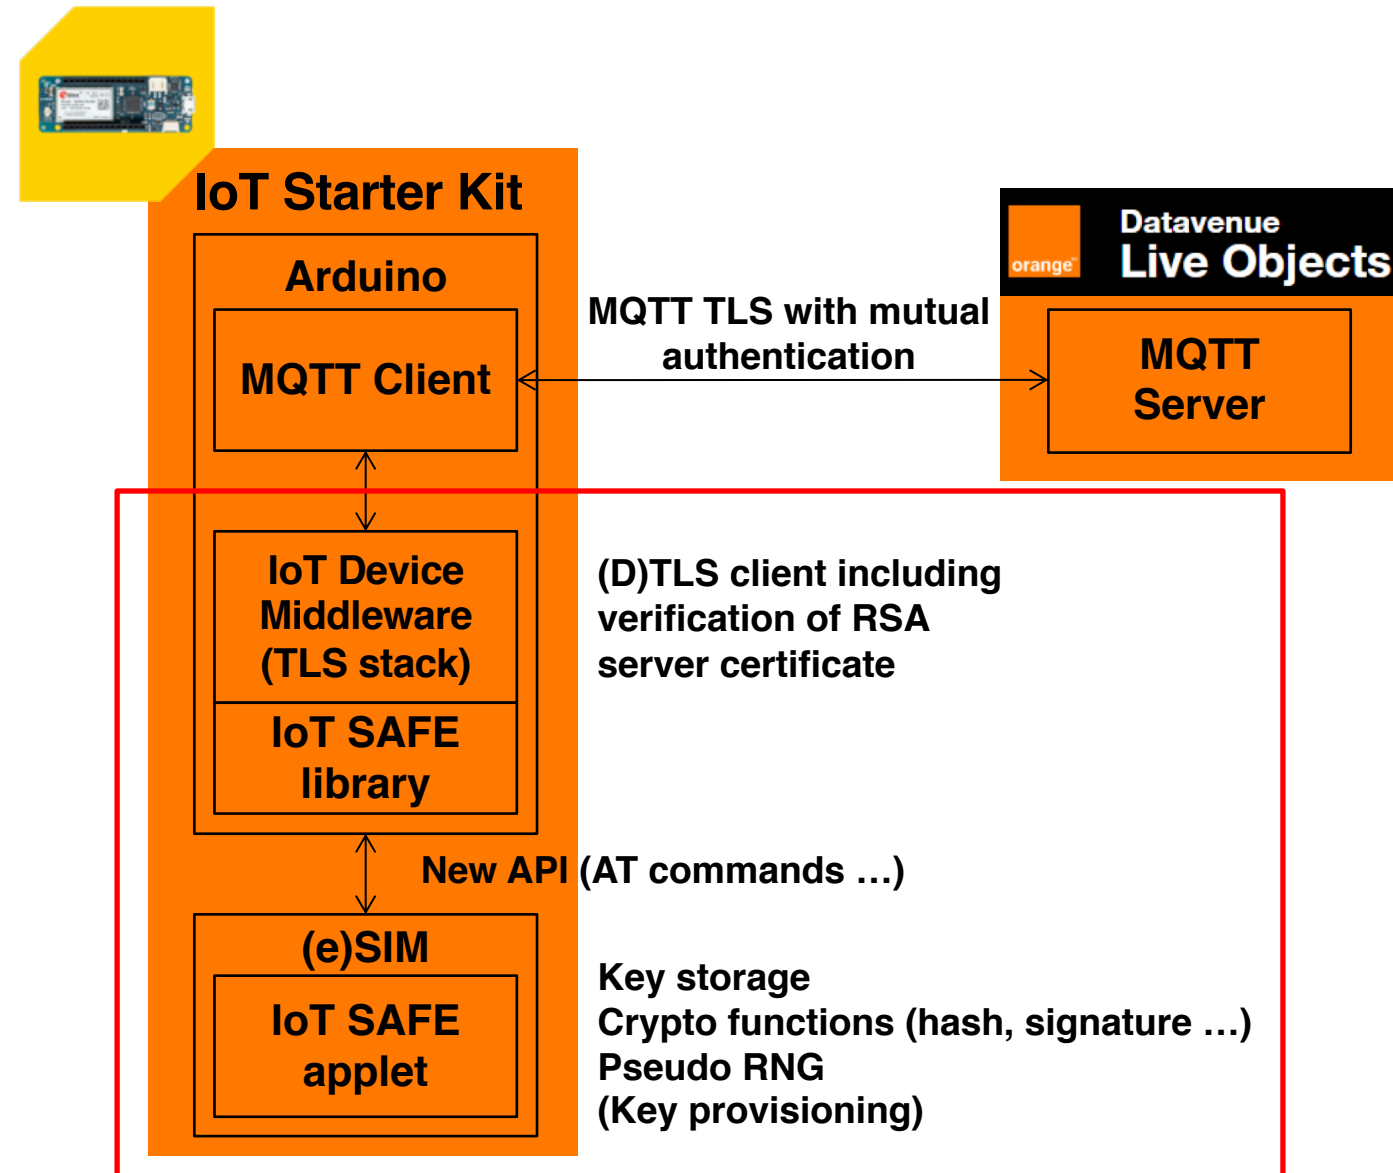 IoT Starter Kit
Arduino
MQTT Client
MQTT TLS with mutual
authentication
orange™
Datavenue
Live Objects
MQTT
Server
IoT Device
Middleware
(TLS stack)
(D)TLS client including
verification of RSA
server certificate
IoT SAFE
library
New API (AT commands …)
(e)SIM
IoT SAFE
applet
Key storage
Crypto functions (hash, signature …)
Pseudo RNG
(Key provisioning)